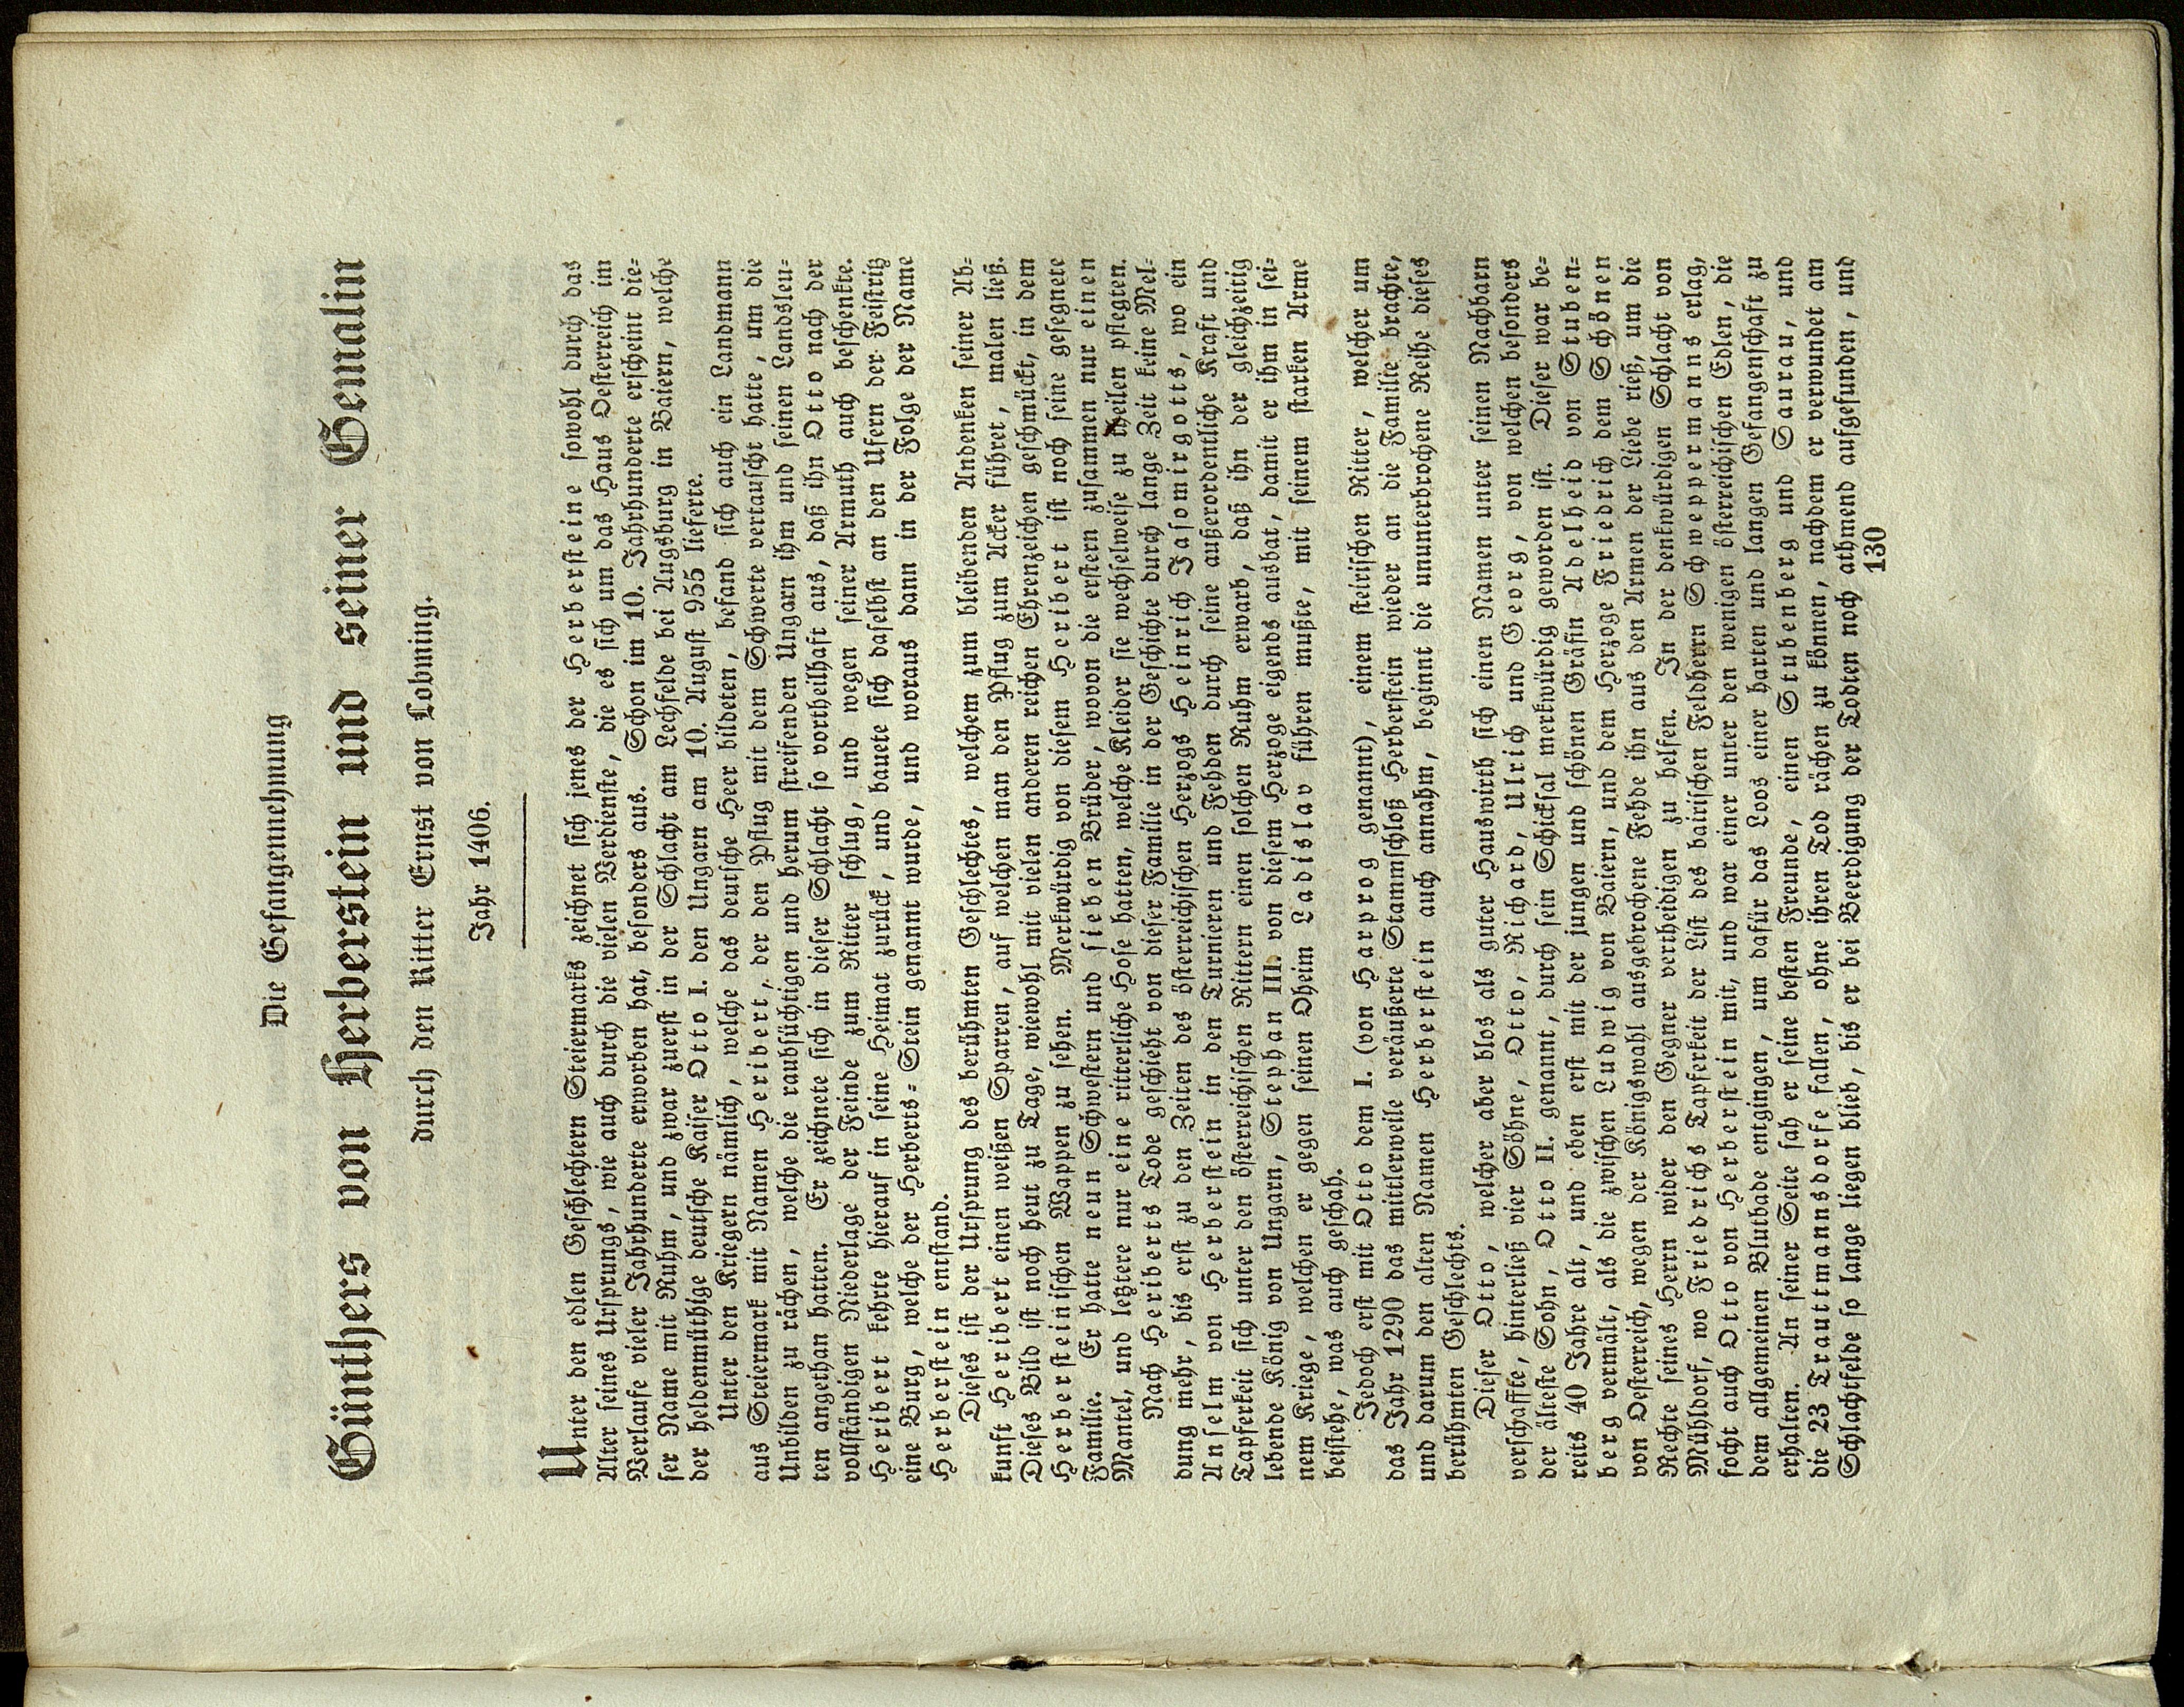 Die Gefangennehmung
Günthers von Herberstein und seiner Gemalin
durch den Ritter Ernst von Lobming.
Jahr 1406.
Unter den edlen Geschlechtern Steiermarks zeichnet sich jenes der Herbersteine sowohl durch das
Alter seines Ursprungs, wie auch durch die vielen Verdienste, die es sich um das Haus Oesterreich im
Verlaufe vieler Jahrhunderte erworben hat, besonders aus. Schon im 10. Jahrhunderte erscheint die=
ser Name mit Ruhm, und zwar zuerst in der Schlacht am Lechfelde bei Augsburg in Baiern, welche
der heldenmüthige deutsche Kaiser Otto I. den Ungarn am 10. August 955 lieferte.
Unter den Kriegern nämlich, welche das deutsche Heer bildeten, befand sich auch ein Landmann
aus Steiermark mit Namen Heribert, der den Pflug mit dem Schwerte vertauscht hatte, um die
Unbilden zu rächen, welche die raubsüchtigen und herum streifenden Ungarn ihm und seinen Landsleu=
ten angethan hatten. Er zeichnete sich in dieser Schlacht so vortheilhaft aus, daß ihn Otto nach der
vollständigen Niederlage der Feinde zum Ritter schlug, und wegen seiner Armuth auch beschenkte.
Heribert kehrte hierauf in seine Heimat zurück, und bauete sich daselbst an den Ufern der Feistritz
eine Burg, welche der Herberts=Stein genannt wurde, und woraus dann in der Folge der Name
Herberstein entstand.
Dieses ist der Ursprung des berühmten Geschlechtes, welchem zum bleibenden Andenken seiner Ab=
kunft Heribert einen weißen Sparren, auf welchen man den Pflug zum Acker führet, malen ließ.
Dieses Bild ist noch heut zu Tage, wiewohl mit vielen anderen reichen Ehrenzeichen geschmückt, in dem
Herbersteinischen Wappen zu sehen. Merkwürdig von diesem Heribert ist noch seine gesegnete
Familie. Er hatte neun Schwestern und sieben Brüder, wovon die erstern zusammen nur einen
Mantel, und letztere nur eine ritterliche Hose hatten, welche Kleider sie wechselweise zu theilen pflegten.
Nach Heriberts Tode geschieht von dieser Familie in der Geschichte durch lange Zeit keine Mel=
dung mehr, bis erst zu den Zeiten des österreichischen Herzogs Heinrich Jasomirgotts, wo ein
Anselm von Herberstein in den Turnieren und Fehden durch seine außerordentliche Kraft und
Tapferkeit sich unter den österreichischen Rittern einen solchen Ruhm erwarb, daß ihn der gleichzeitig
lebende König von Ungarn, Stephan III. von diesem Herzoge eigends ausbat, damit er ihm in sei=
nem Kriege, welchen er gegen seinen Oheim Ladislav führen mußte, mit seinem starken Arme
beistehe, was auch geschah.
Jedoch erst mit Otto dem I. (von Harprog genannt), einem steirischen Ritter, welcher um
das Jahr 1290 das mittlerweile veräußerte Stammschloß Herberstein wieder an die Familie brachte,
und darum den alten Namen Herberstein auch annahm, beginnt die ununterbrochene Reihe dieses
berühmten Geschlechts.
Dieser Otto, welcher aber blos als guter Hauswirth sich einen Namen unter seinen Nachbarn
verschaffte, hinterließ vier Söhne, Otto, Richard, Ulrich und Georg, von welchen besonders
der älteste Sohn, Otto II. genannt, durch sein Schicksal merkwürdig geworden ist. Dieser war be=
reits 40 Jahre alt, und eben erst mit der jungen und schönen Gräfin Adelheid von Stuben=
berg vermält, als die zwischen Ludwig von Baiern, und dem Herzoge Friedrich dem Schönen
von Oesterreich, wegen der Königswahl ausgebrochene Fehde ihn aus den Armen der Liebe rieß, um die
Rechte seines Herrn wider den Gegner vertheidigen zu helfen. In der denkwürdigen Schlacht von
Mühldorf, wo Friedrichs Tapferkeit der List des bairischen Feldherrn Schweppermanns erlag,
focht auch Otto von Herberstein mit, und war einer unter den wenigen österreichischen Edlen, die
dem allgemeinen Blutbade entgingen, um dafür das Loos einer harten und langen Gefangenschaft zu
erhalten. An seiner Seite sah er seine besten Freunde, einen Stubenberg und Saurau, und
die 23 Trauttmansdorfe fallen, ohne ihren Tod rächen zu können, nachdem er verwundet am
Schlachtfelde so lange liegen blieb, bis er bei Beerdigung der Todten noch athmend aufgefunden, und
130